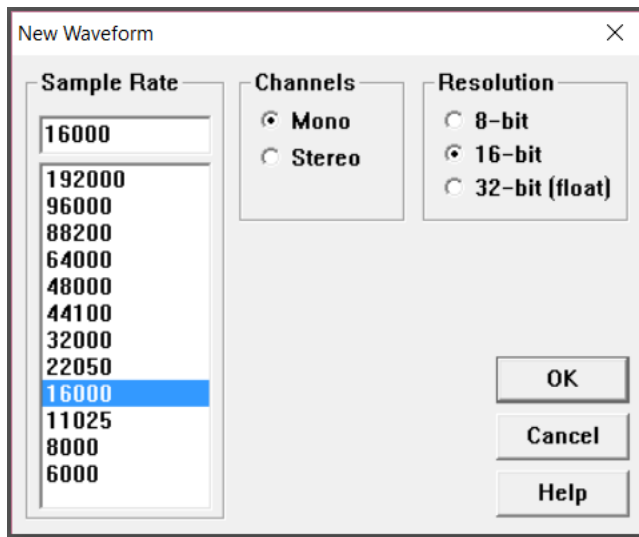 New Waveform
Sample Rate
16000
192000
96000
88200
64000
48000
44100
32000
22050
16000
11025
8000
6000
Channels
Mono
Stereo
Resolution
8-bit
16-bit
32-bit (float)
OK
Cancel
Help